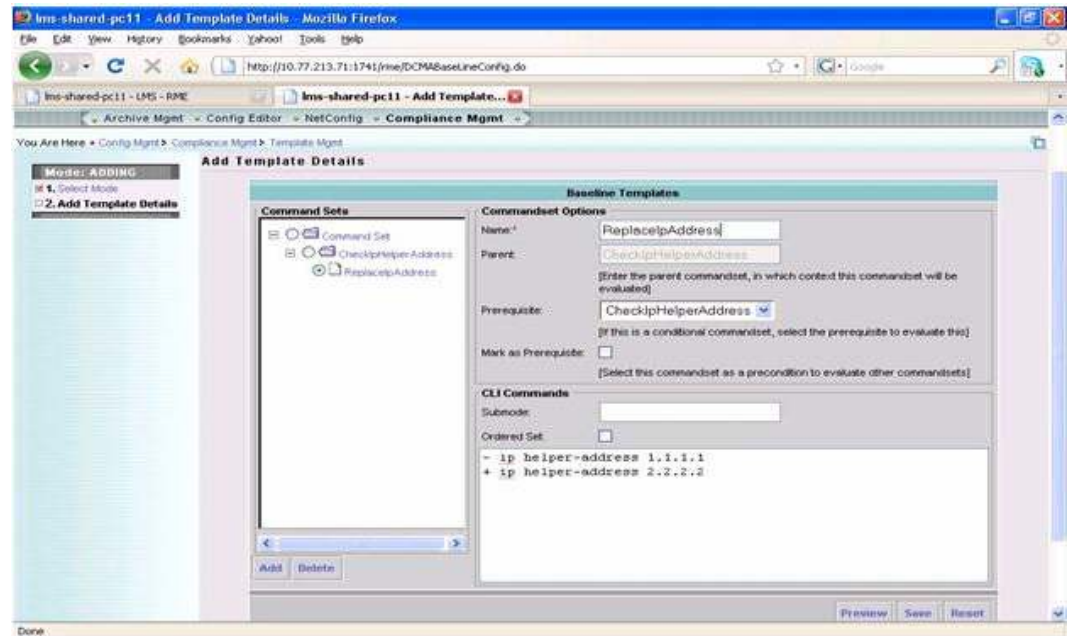 lms-shared-pc11 - Add Template Details - Mozilla Firefox
File Edit View History Bookmarks Yahoo! Tools Help
http://10.77.213.71:1741/rme/DCMABaseLineConfig.do
Google
lms-shared-pc11 - LMS - RME
lms-shared-pc11 - Add Template...
Archive Mgmt Config Editor NetConfig Compliance Mgmt
You Are Here Config Mgmt Compliance Mgmt Template Mgmt
Add Template Details
Mode: ADDING
1. Select Mode
2. Add Template Details
Baseline Templates
Command Sets
Command Set
CheckIpHelperAddress
ReplaceIpAddress
Add Delete
Commandset Options
Name:*
ReplaceIpAddress
Parent:
CheckIpHelperAddress
[Enter the parent commandset, in which context this commandset will be
evaluated]
Prerequisite:
CheckIpHelperAddress
[If this is a conditional commandset, select the prerequisite to evaluate this]
Mark as Prerequisite:
[Select this commandset as a precondition to evaluate other commandsets]
CLI Commands
Submode:
Ordered Set:
- ip helper-address 1.1.1.1
+ ip helper-address 2.2.2.2
Preview Save Reset
Done